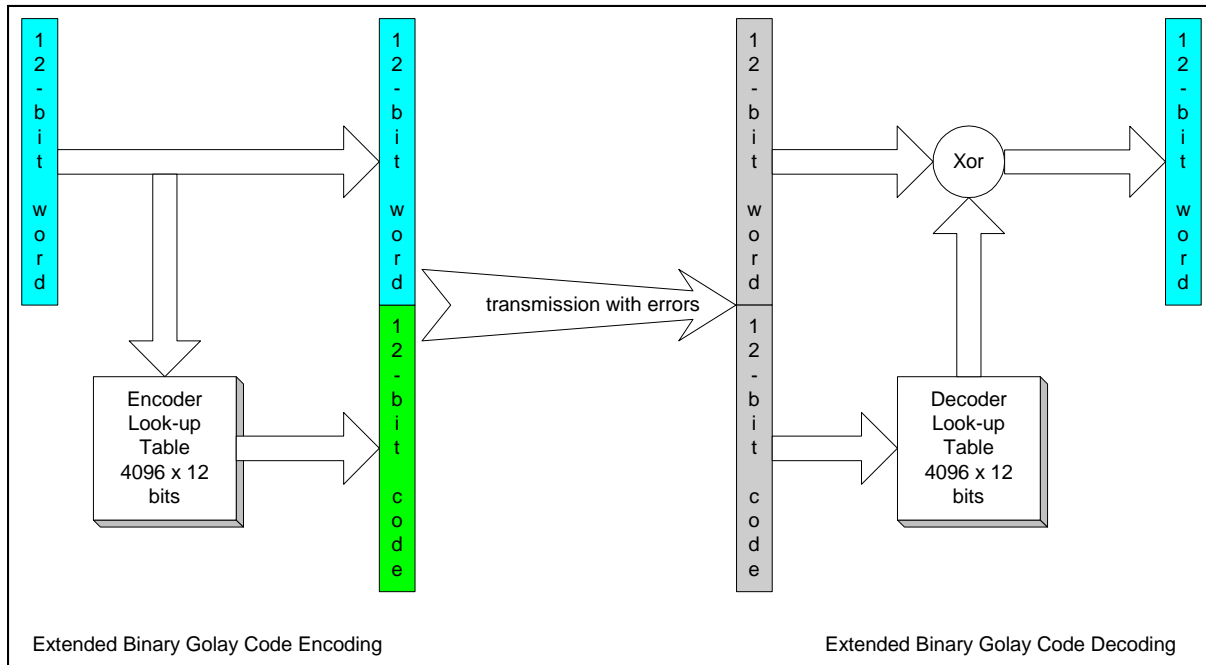 12-bit word
12-bit word
12-bit word
12-bit word
Xor
transmission with errors
Encoder
Look-up
Table
4096 x 12
bits
12-bit code
12-bit code
Decoder
Look-up
Table
4096 x 12
bits
Extended Binary Golay Code Encoding
Extended Binary Golay Code Decoding